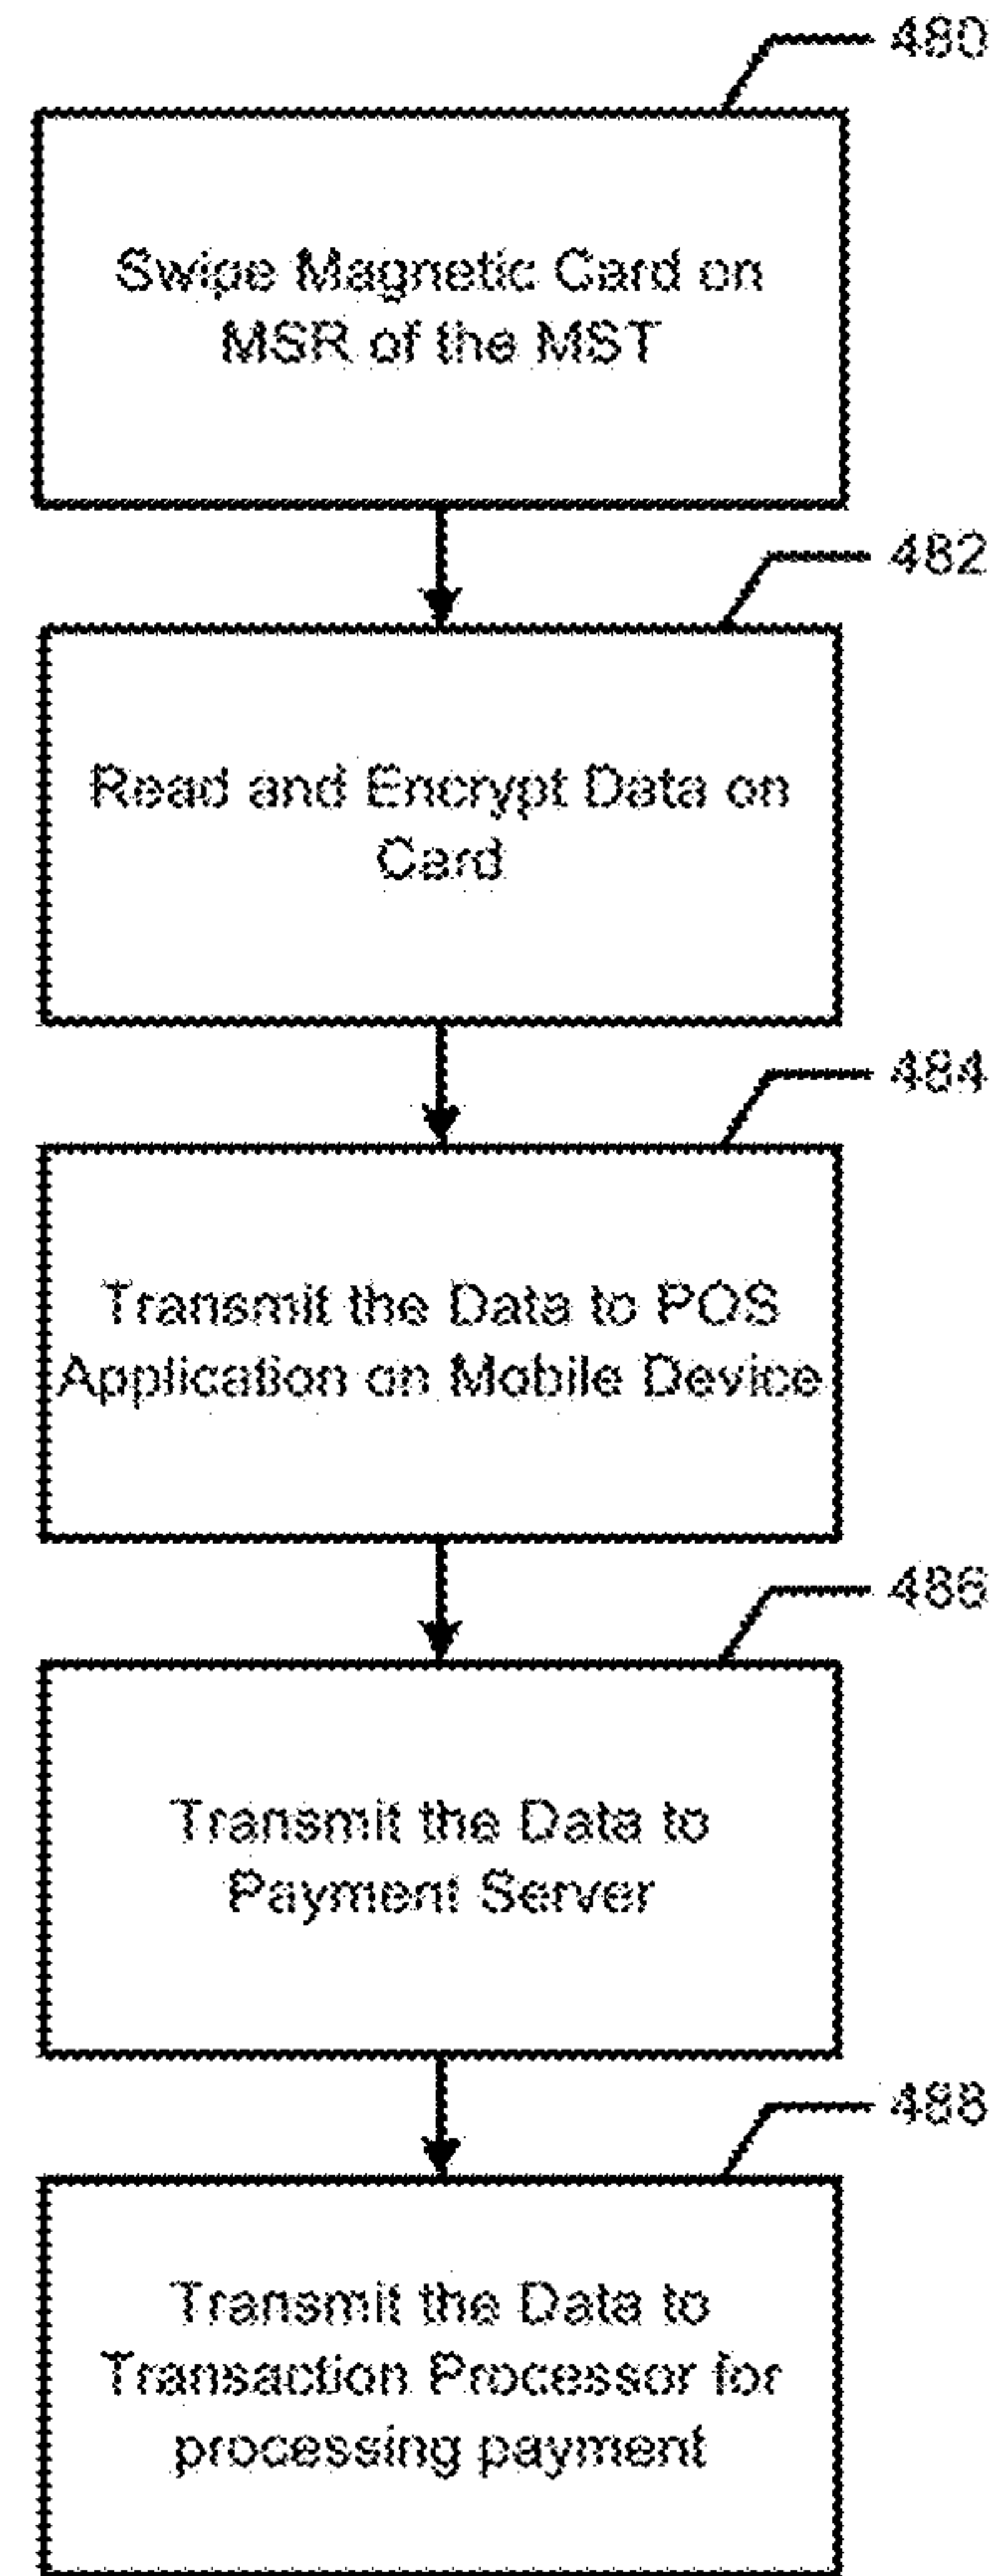 480
Swipe Magnetic Card on
MSR of the MST
482
Read and Encrypt Data on
Card
484
Transmit the Data to POS
Application on Mobile Device
486
Transmit the Data to
Payment Server
488
Transmit the Data to
Transaction Processor for
processing payment